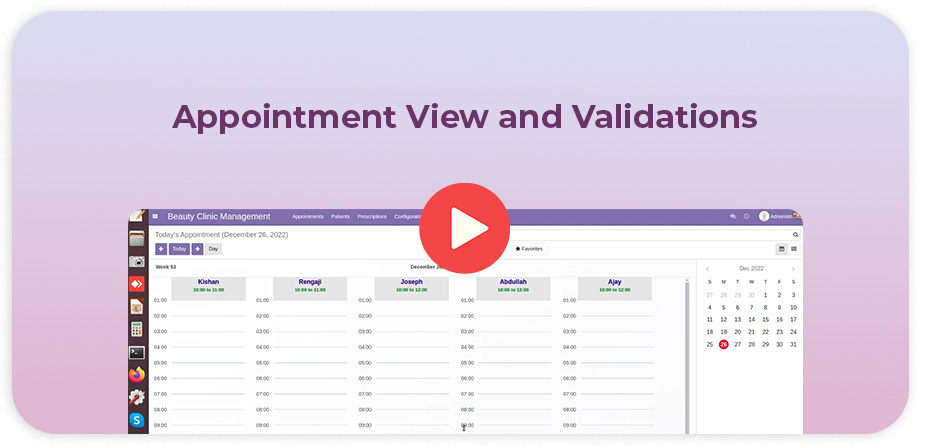 Appointment View and Validations
Beauty Clinic Management Appointments Patients Prescriptions Administ
Today's Appointment (December 26, 2022)
Today Day Favorites
Week 53 Dec 2022
S M T W T F S
Kishan Rengaji Joseph Abdullah Ajay
10:00 to 11:00 10:00 to 11:00 10:00 to 12:00 10:00 to 12:00 10:00 to 12:00
27 28 29 30 1 2 3
01:00 01:00 01:00 01:00 01:00
4 5 6 7 8 9 10
02:00 02:00 02:00 02:00 02:00
11 12 13 14 15 16 17
03:00 03:00 03:00 03:00 03:00
18 19 20 21 22 23 24
04:00 04:00 04:00 04:00 04:00
25 26 27 28 29 30 31
05:00 05:00 05:00 05:00 05:00
06:00 06:00 06:00 06:00 06:00
07:00 07:00 07:00 07:00 07:00
08:00 08:00 08:00 08:00 08:00
09:00 09:00 09:00 09:00 09:00